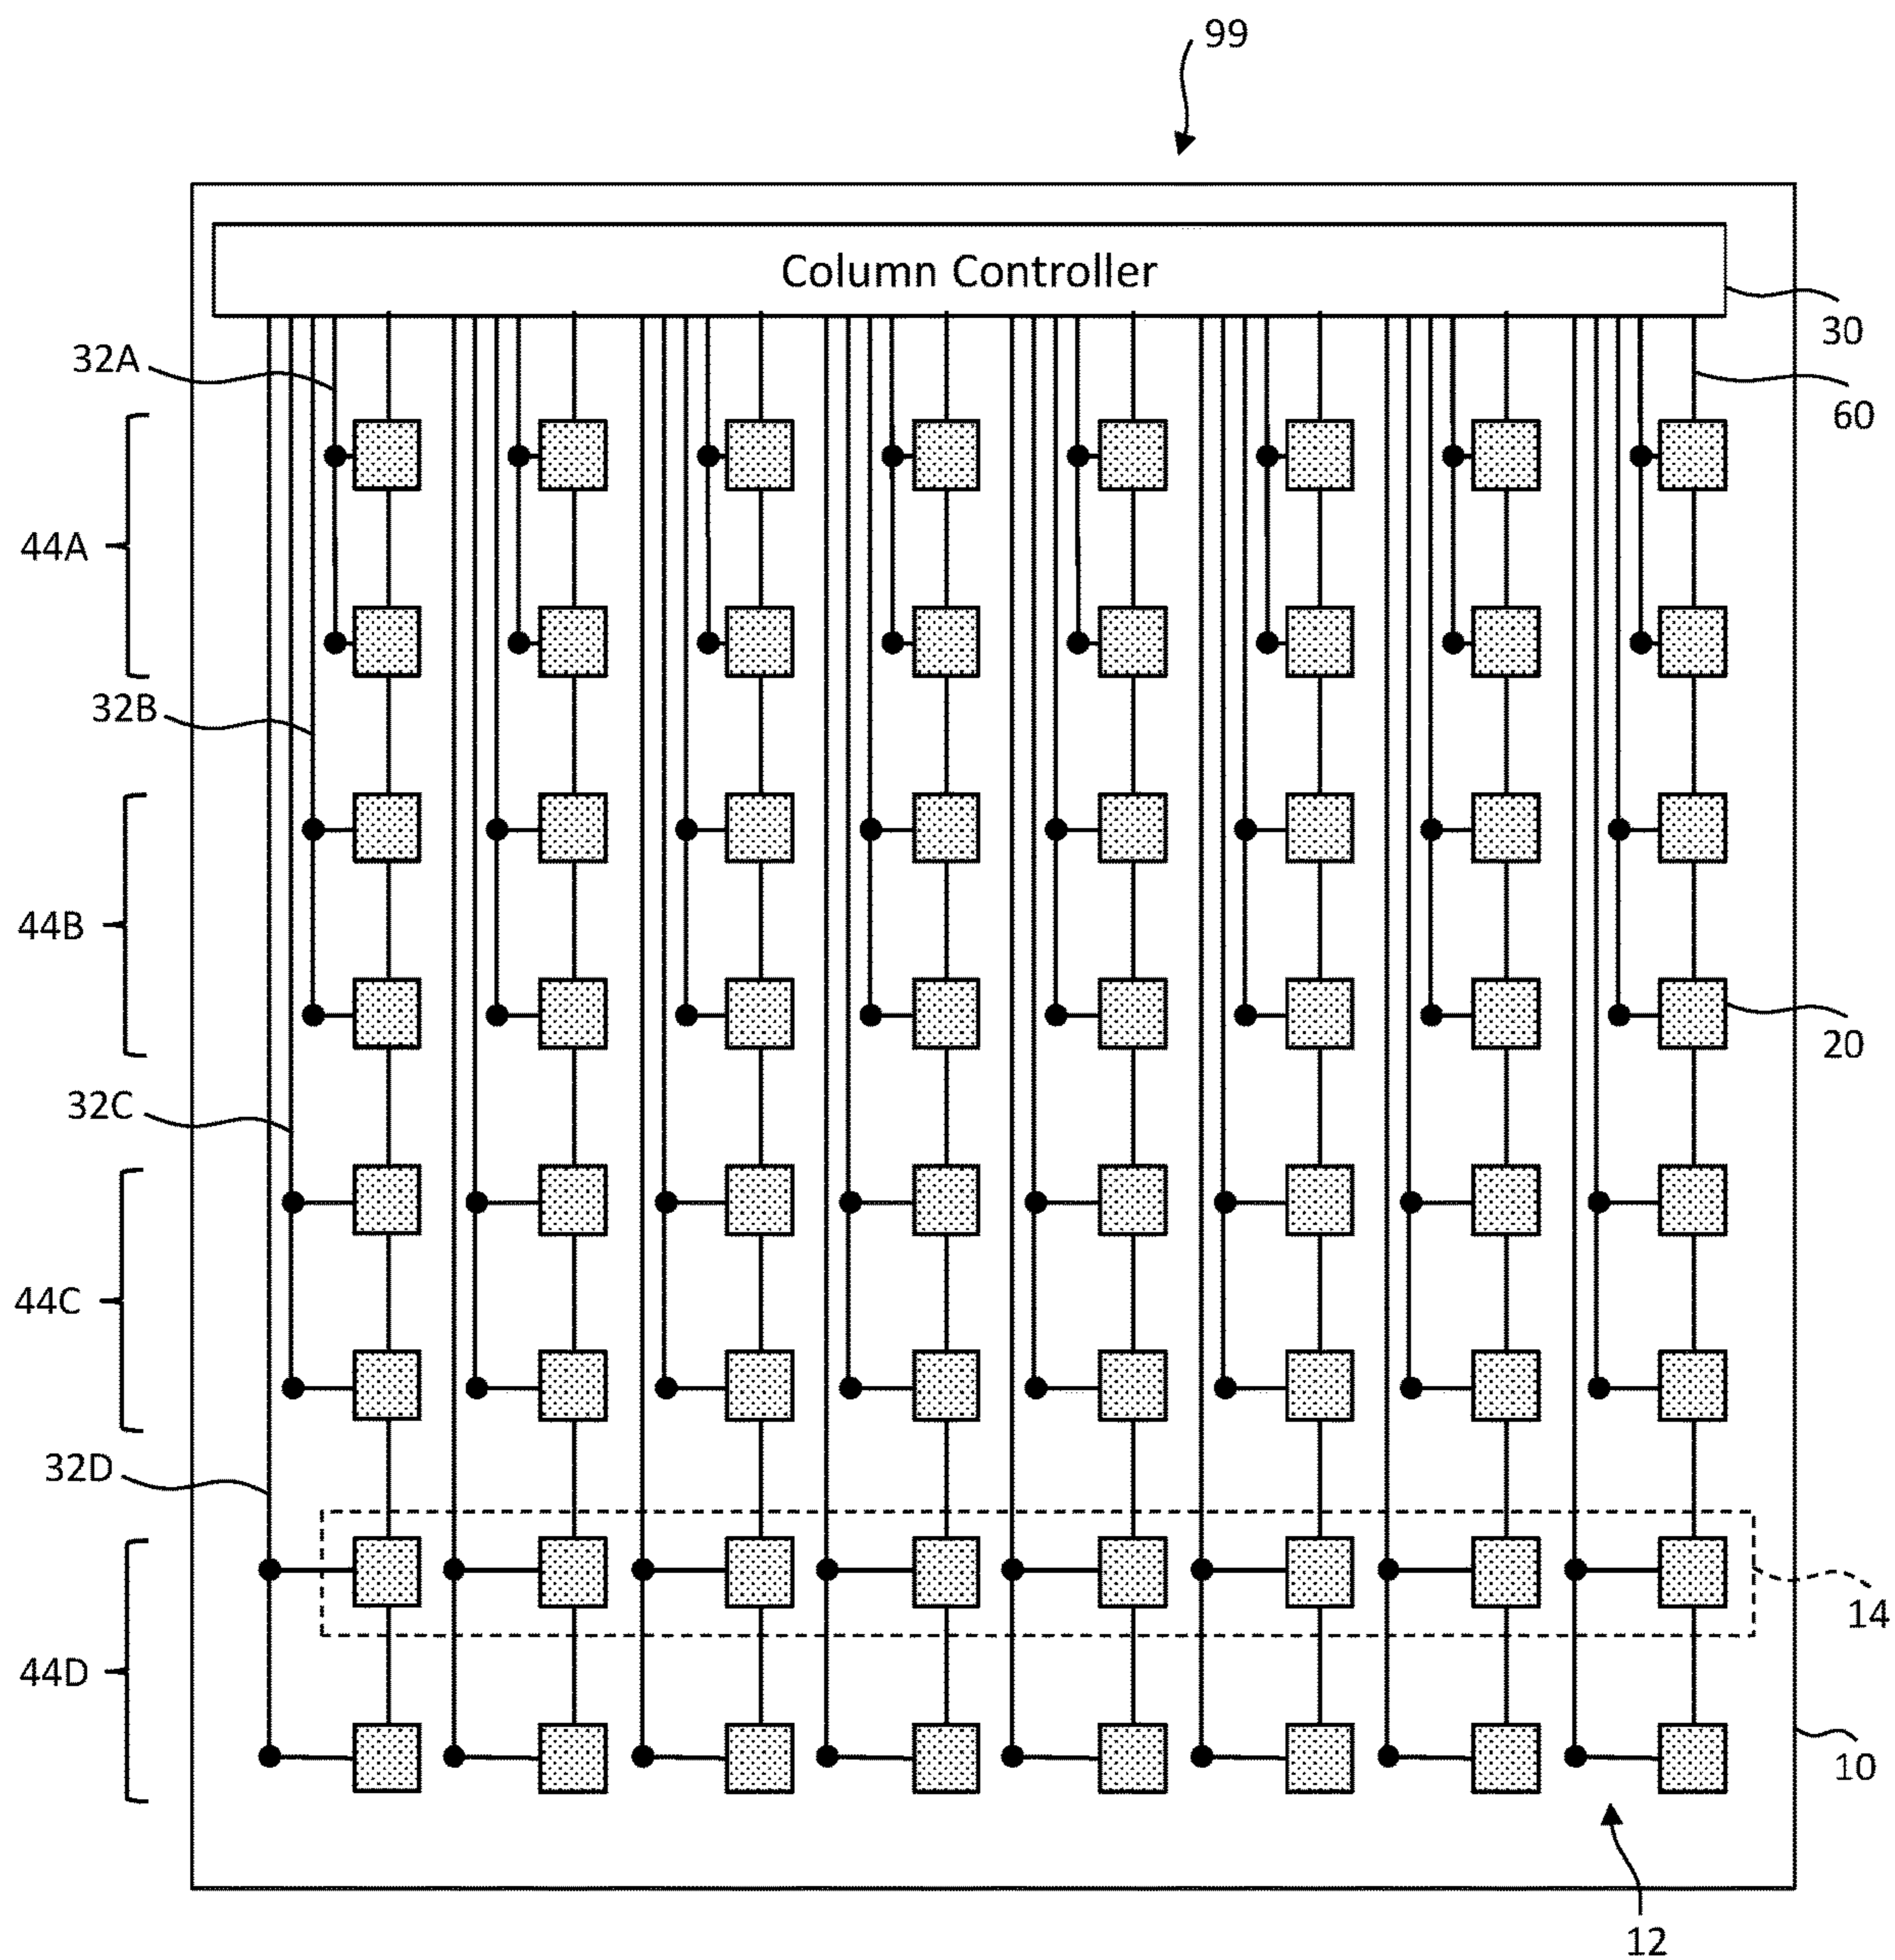 99
Column Controller
30
32A
60
44A
32B
44B
20
32C
44C
32D
14
44D
10
12